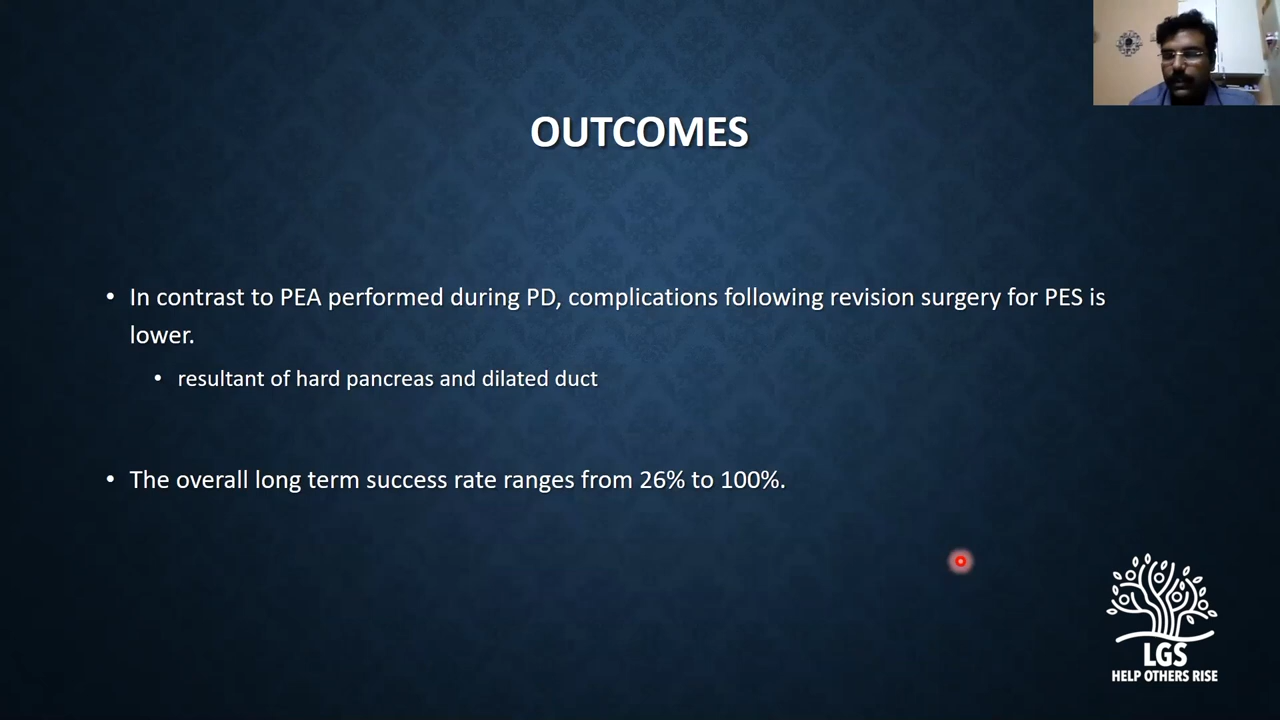 OUTCOMES
• In contrast to PEA performed during PD, complications following revision surgery for PES is
lower.
• resultant of hard pancreas and dilated duct
• The overall long term success rate ranges from 26% to 100%.
LGS
HELP OTHERS RISE